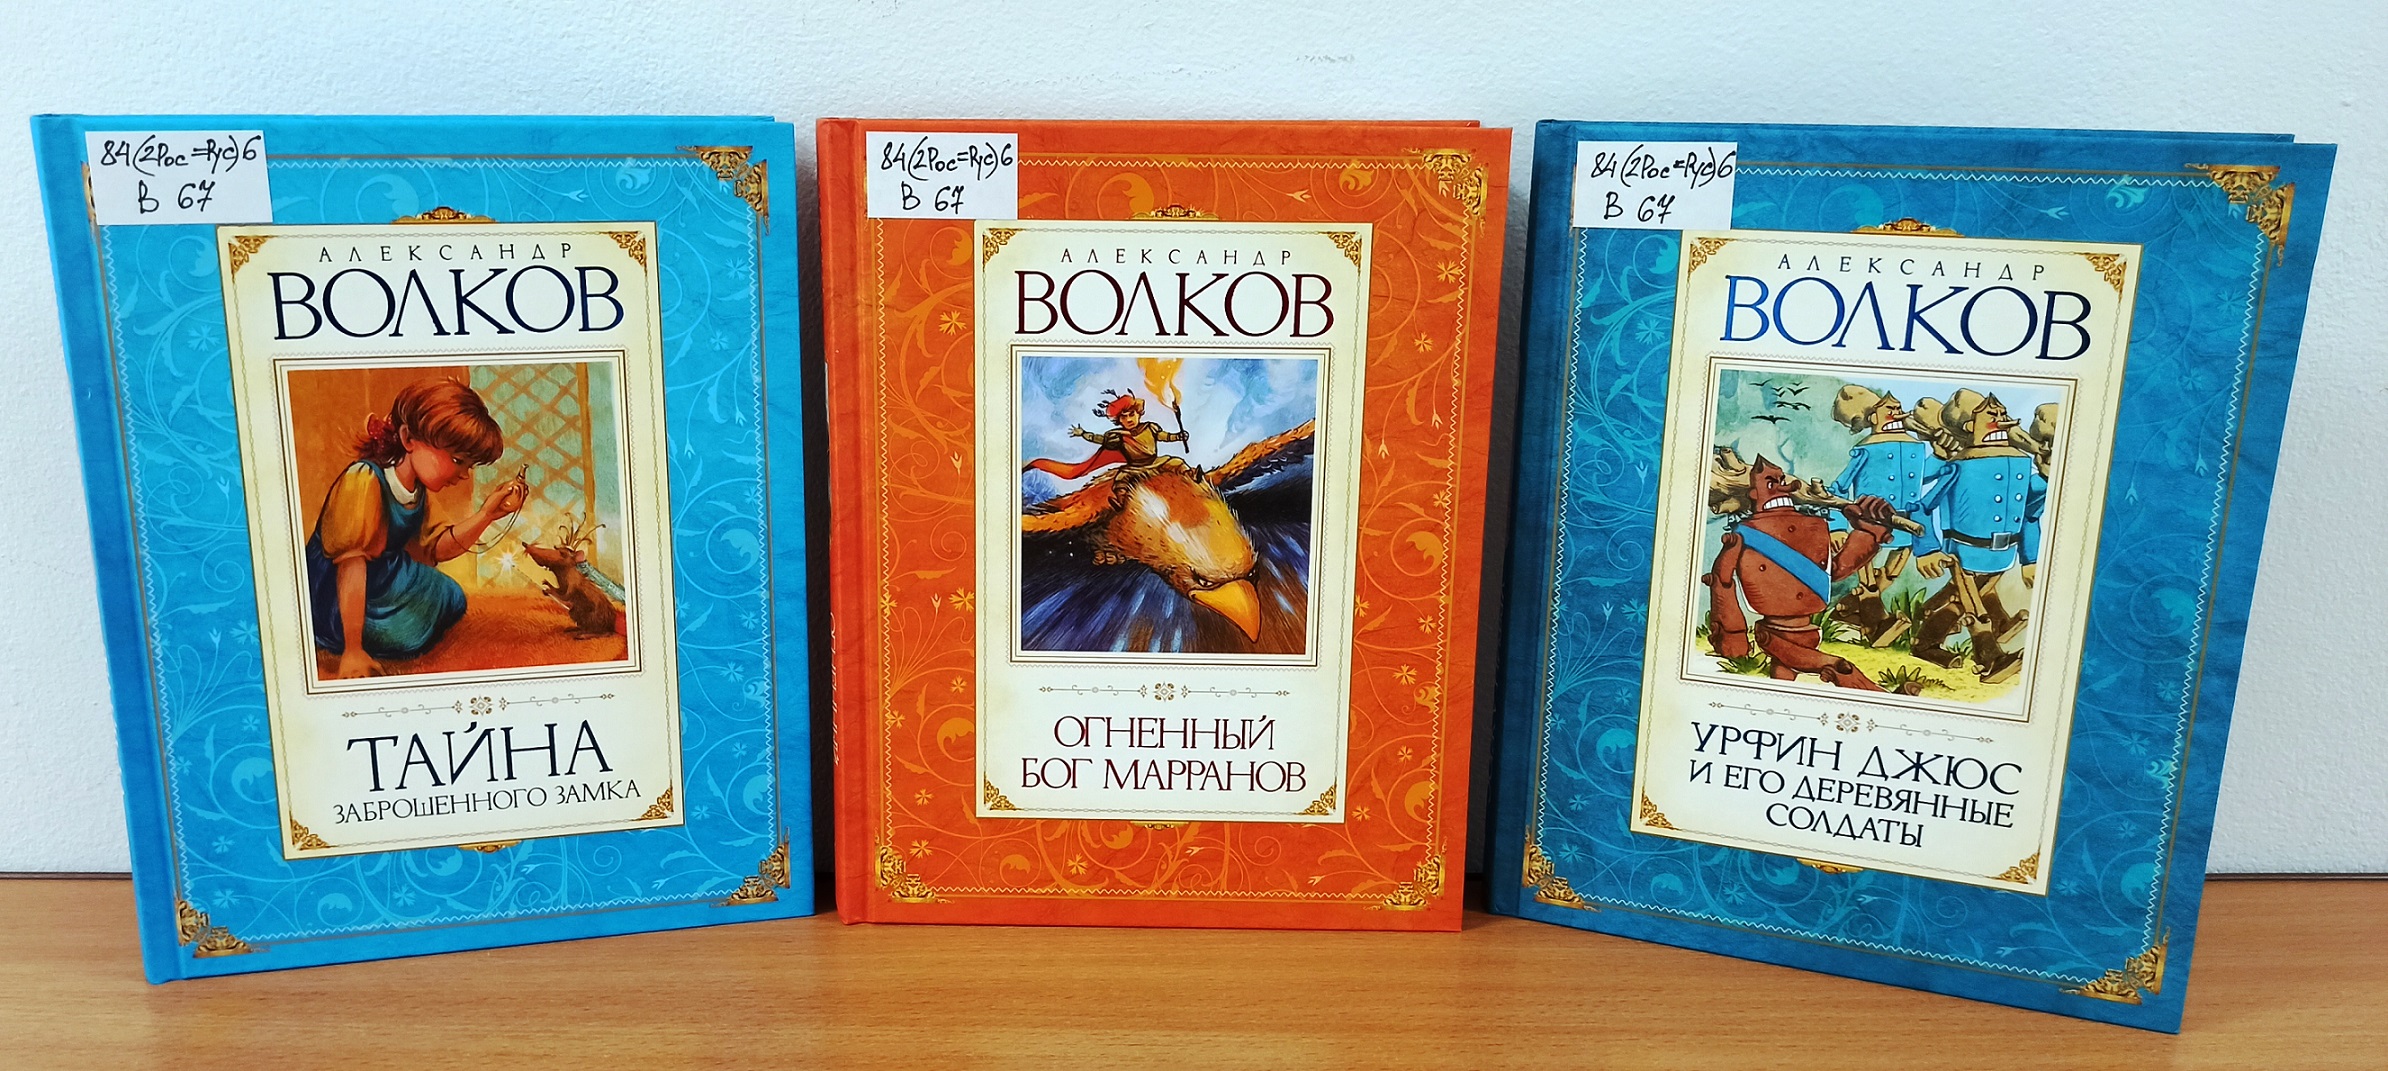 84(2Рос=Рус)6
В 67
АЛЕКСАНДР
ВОЛКОВ
ТАЙНА
ЗАБРОШЕННОГО ЗАМКА
84(2Рос=Рус)6
В 67
АЛЕКСАНДР
ВОЛКОВ
ОГНЕННЫЙ
БОГ МАРРАНОВ
84(2Рос=Рус)6
В 67
АЛЕКСАНДР
ВОЛКОВ
УРФИН ДЖЮС
И ЕГО ДЕРЕВЯННЫЕ
СОЛДАТЫ